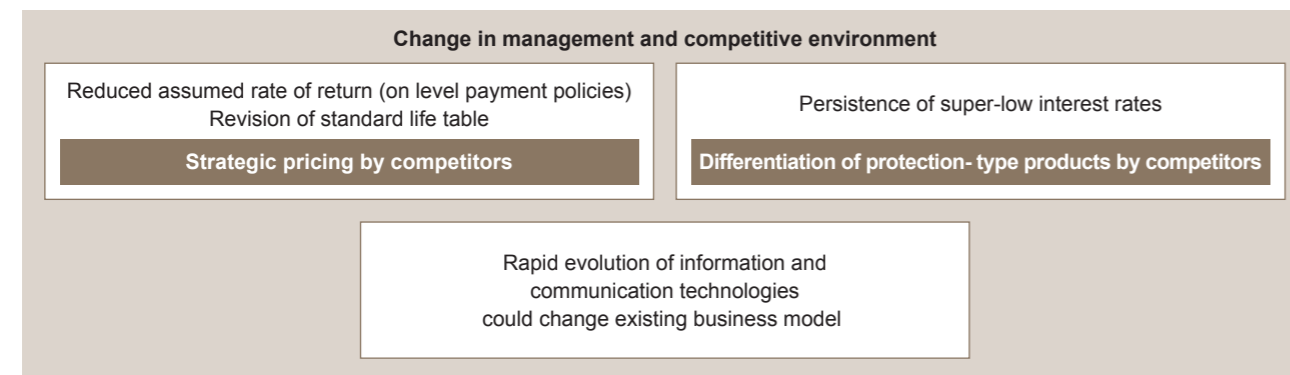 Change in management and competitive environment
Reduced assumed rate of return (on level payment policies)
Revision of standard life table
Strategic pricing by competitors
Persistence of super-low interest rates
Differentiation of protection- type products by competitors
Rapid evolution of information and
communication technologies
could change existing business model